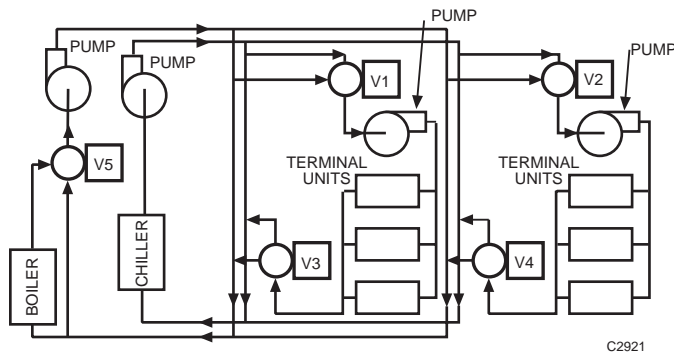 PUMP
PUMP
PUMP
PUMP
V1
V2
V5
TERMINAL
UNITS
TERMINAL
UNITS
BOILER
CHILLER
V3
V4
C2921